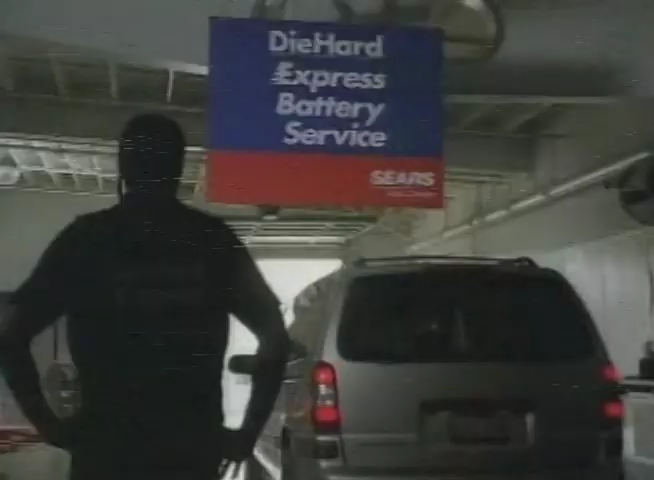 DieHard
Express
Battery
Service
SEARS